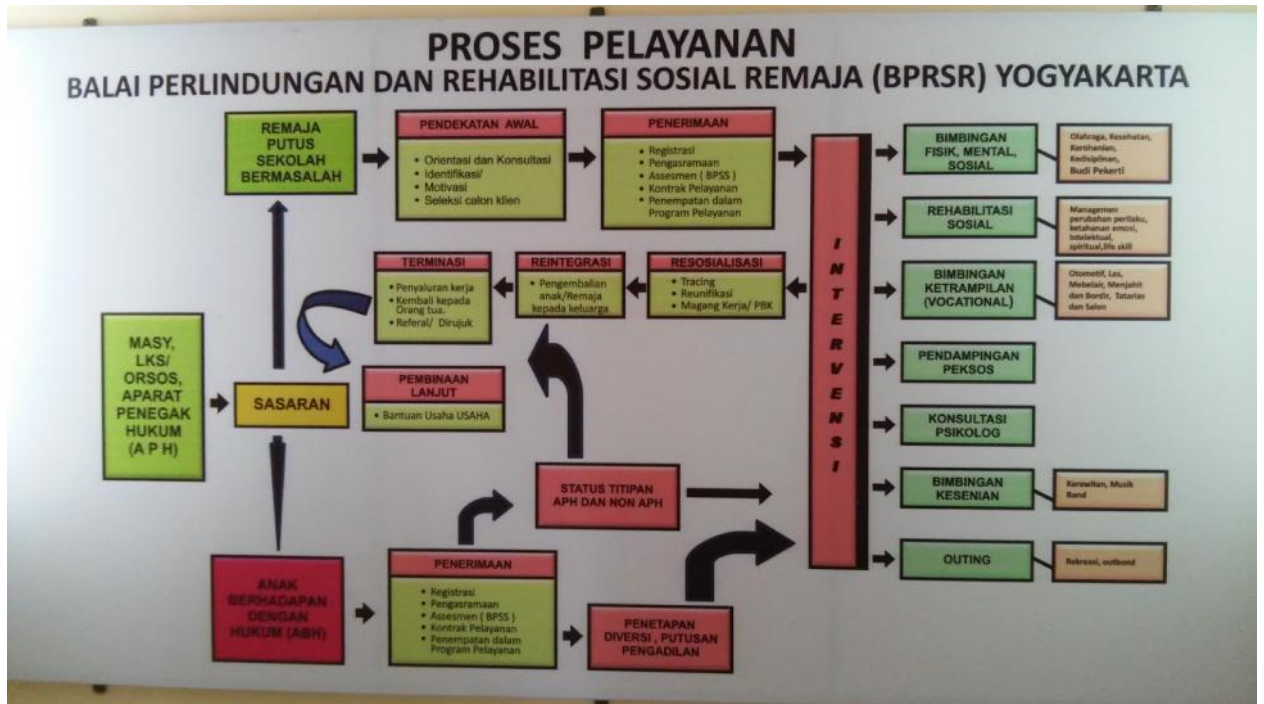 PROSES PELAYANAN
BALAI PERLINDUNGAN DAN REHABILITASI SOSIAL REMAJA (BPRSR) YOGYAKARTA
REMAJA
PUTUS
SEKOLAH
BERMASALAH
PENDEKATAN AWAL
• Orientasi dan Konsultasi
• Identifikasi/
• Motivasi
• Seleksi calon klien
PENERIMAAN
• Registrasi
• Pengasramaan
• Assesmen ( BPSS )
• Kontrak Pelayanan
• Penempatan dalam
Program Pelayanan
INTERVENSI
BIMBINGAN
FISIK, MENTAL,
SOSIAL
Olahraga, Kesehatan,
Kerohanian,
Kedisiplinan,
Budi Pekerti
REHABILITASI
SOSIAL
Managemen
perubahan perilaku,
ketahanan emosi,
intelektual,
spiritual,life skill
BIMBINGAN
KETRAMPILAN
(VOCATIONAL)
Otomotif, Las,
Mebelair, Menjahit
dan Bordir, Tatarias
dan Salon
PENDAMPINGAN
PEKSOS
KONSULTASI
PSIKOLOG
BIMBINGAN
KESENIAN
Kerawitan, Musik
Band
OUTING
Rekreasi, outbond
RESOSIALISASI
• Tracing
• Reunifikasi
• Magang Kerja/ PBK
REINTEGRASI
• Pengembalian
anak/Remaja
kepada keluarga
TERMINASI
• Penyaluran kerja
• Kembali kepada
Orang tua.
• Referal/ Dirujuk
PEMBINAAN
LANJUT
• Bantuan Usaha USAHA
MASY,
LKS/
ORSOS,
APARAT
PENEGAK
HUKUM
(A P H)
SASARAN
STATUS TITIPAN
APH DAN NON APH
ANAK
BERHADAPAN
DENGAN
HUKUM (ABH)
PENERIMAAN
• Registrasi
• Pengasramaan
• Assesmen ( BPSS )
• Kontrak Pelayanan
• Penempatan dalam
Program Pelayanan
PENETAPAN
DIVERSI , PUTUSAN
PENGADILAN